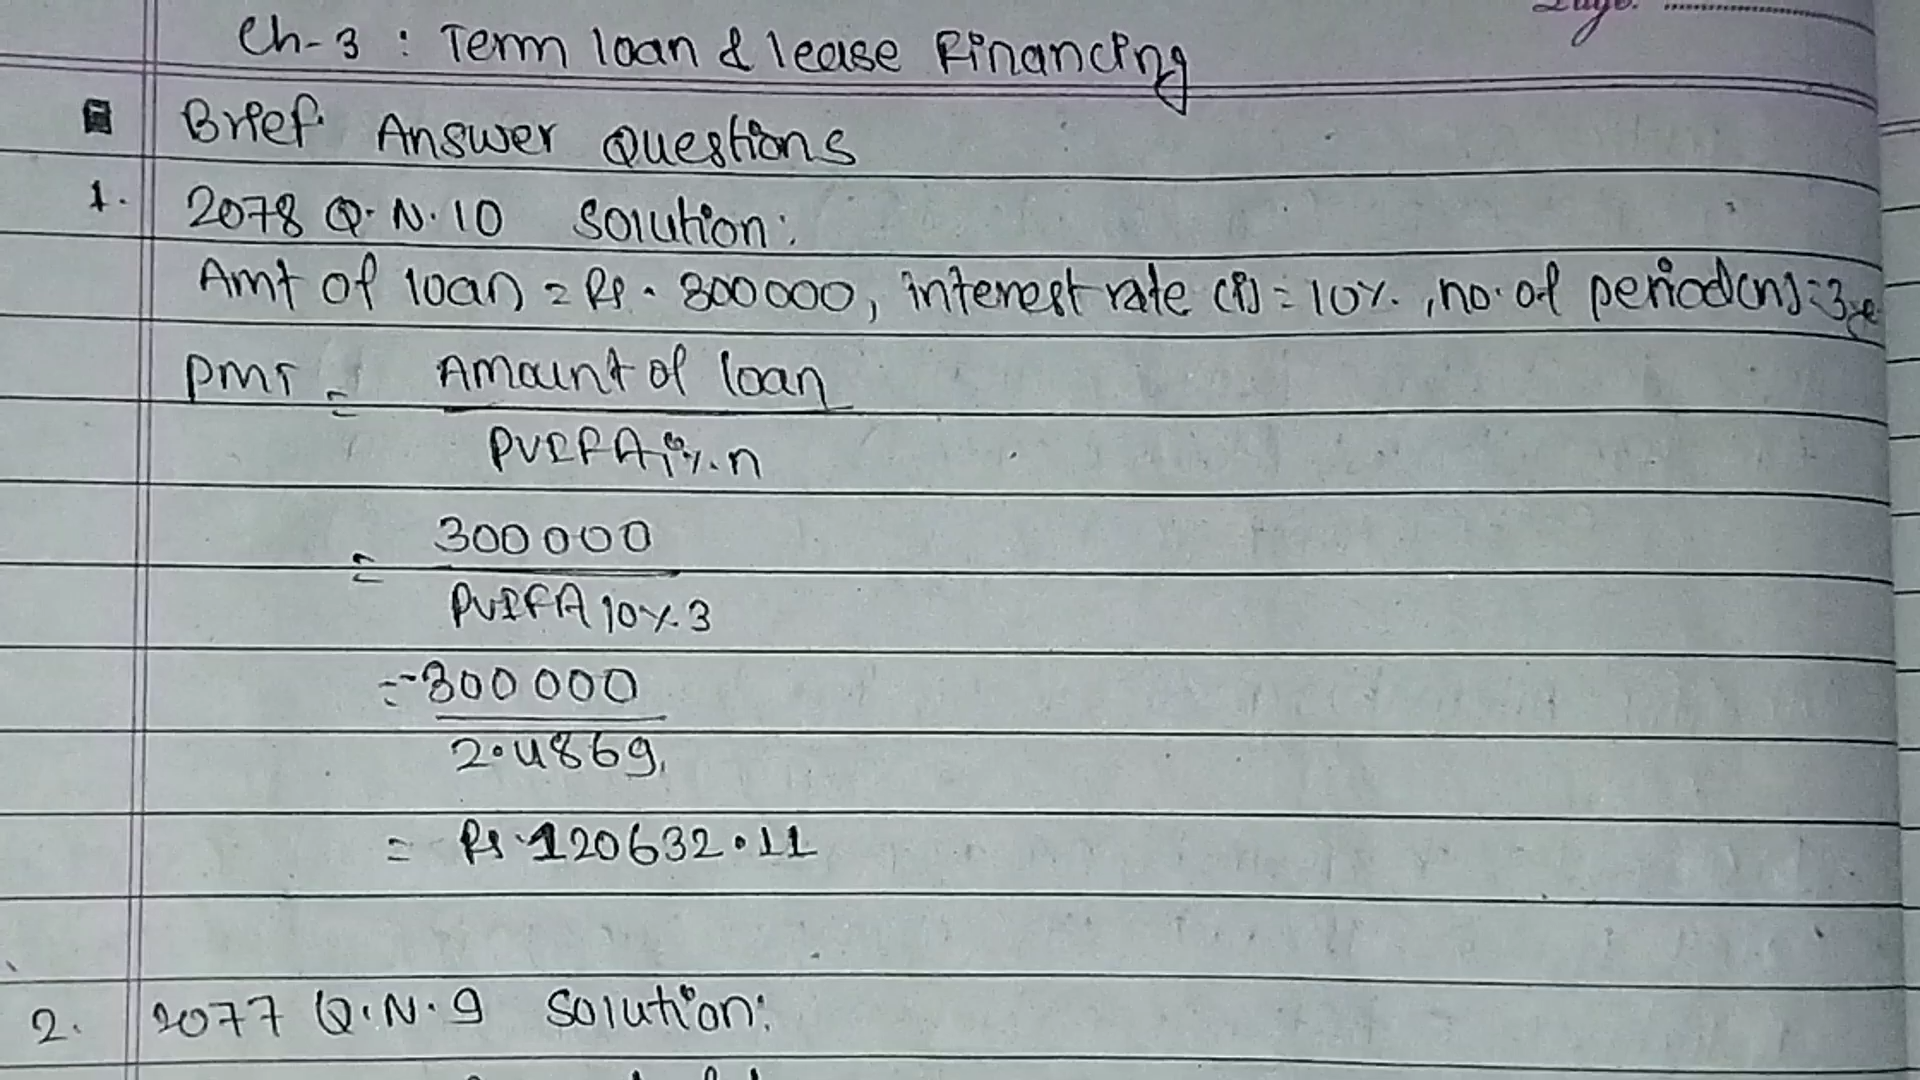 Page:
Ch-3 : Term loan & lease Financing
Brief Answer Questions
1. 2078 Q.N.10 Solution:
Amt of loan = Rs. 300000, interest rate (i) = 10%, no. of period(n) = 3
PMT = Amount of loan
PVIFA i%.n
= 300000
PVIFA 10%.3
= 300000
2.4869
= Rs. 120632.11
2. 2077 Q.N.9 Solution: